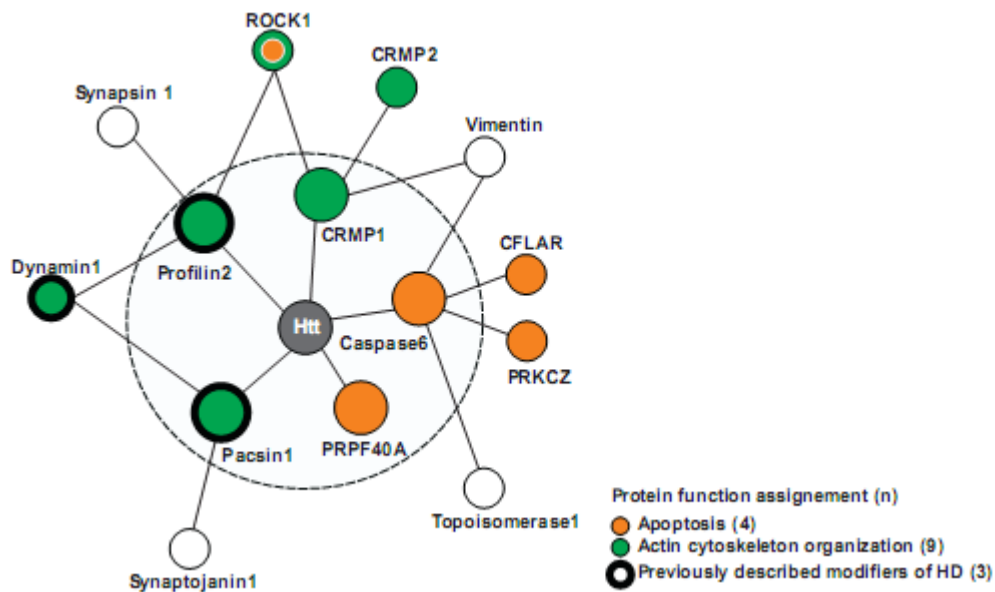 ROCK1
CRMP2
Synapsin 1
Vimentin
CRMP1
CFLAR
Dynamin1
Profilin2
Htt
Caspase6
PRKCZ
PRPF40A
Pacsin1
Topoisomerase1
Synaptojanin1
Protein function assignement (n)
Apoptosis (4)
Actin cytoskeleton organization (9)
Previously described modifiers of HD (3)